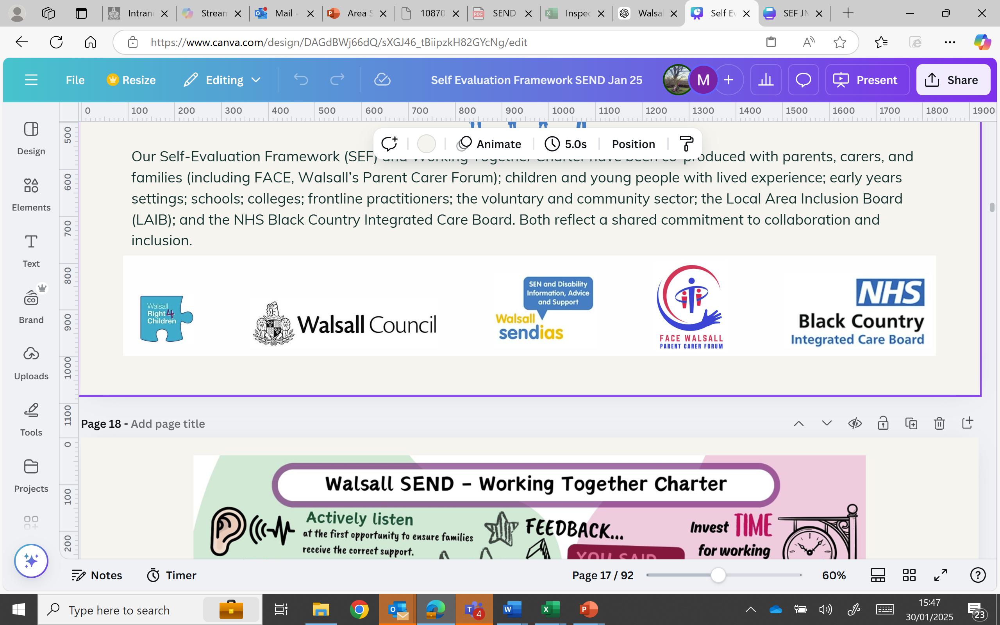 Intran
Stream
Mail -
Area S
10870
SEND
Inspec
Walsa
Self Ev
SEF JN
https://www.canva.com/design/DAGdBWj66dQ/sXGJ46_tBiipzkH82GYcNg/edit
File
Resize
Editing
Self Evaluation Framework SEND Jan 25
M
Present
Share
0 100 200 300 400 500 600 700 800 900 1000 1100 1200 1300 1400 1500 1600 1700 1800 1900
Design
Elements
Text
Brand
Uploads
Tools
Projects
500
600
700
800
900
1000
1100
0
100
200
Animate
5.0s
Position
Our Self-Evaluation Framework (SEF) and Working Together Charter have been co-produced with parents, carers, and
families (including FACE, Walsall’s Parent Carer Forum); children and young people with lived experience; early years
settings; schools; colleges; frontline practitioners; the voluntary and community sector; the Local Area Inclusion Board
(LAIB); and the NHS Black Country Integrated Care Board. Both reflect a shared commitment to collaboration and
inclusion.
Walsall
Right 4
Children
Walsall Council
SEN and Disability
Information, Advice
and Support
Walsall
sendias
FACE WALSALL
PARENT CARER FORUM
NHS
Black Country
Integrated Care Board
Page 18 - Add page title
Walsall SEND – Working Together Charter
Actively listen
at the first opportunity to ensure families
receive the correct support.
FEEDBACK...
YOU SAID
Invest TIME
for working
Notes
Timer
Page 17 / 92
60%
Type here to search
4
15:47
30/01/2025
23